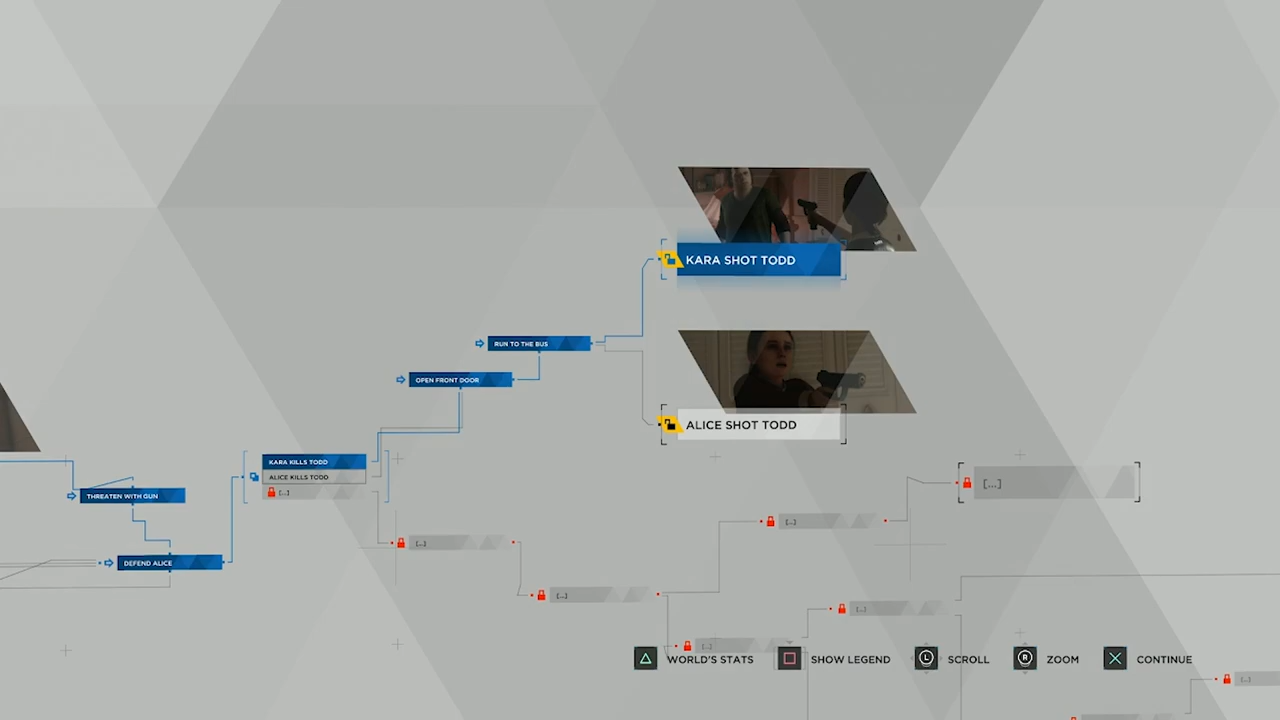 KARA SHOT TODD
RUN TO THE BUS
OPEN FRONT DOOR
ALICE SHOT TODD
KARA KILLS TODD
ALICE KILLS TODD
[...]
[...]
THREATEN WITH GUN
[...]
[...]
DEFEND ALICE
[...]
[...]
[...]
WORLD'S STATS
SHOW LEGEND
L
SCROLL
R
ZOOM
CONTINUE
[...]